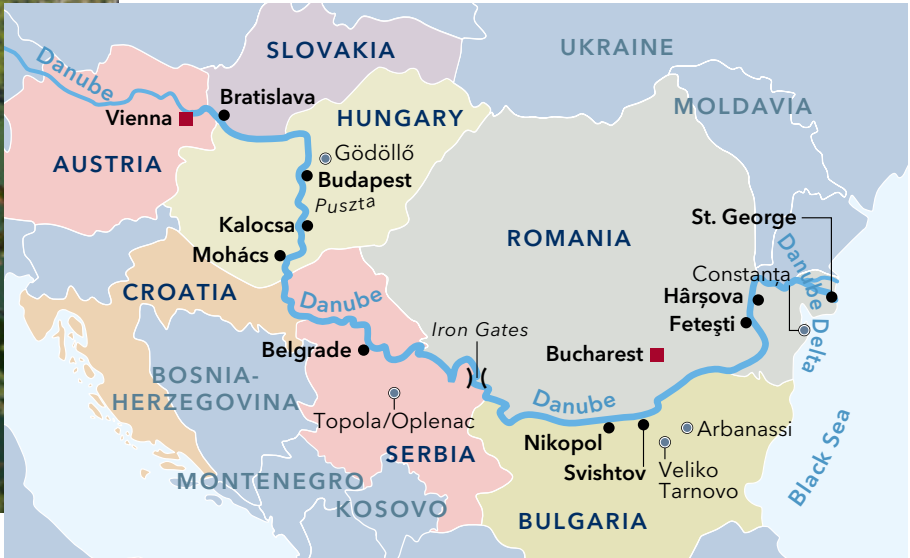 UKRAINE
SLOVAKIA
Danube
Bratislava
Vienna
HUNGARY
MOLDAVIA
AUSTRIA
Gödöllő
Budapest
Puszta
Kalocsa
Mohács
St. George
ROMANIA
Danube Delta
Constanța
CROATIA
Danube
Hârşova
Feteşti
Iron Gates
Belgrade
Bucharest
BOSNIA-
HERZEGOVINA
Danube
Topola/Oplenac
Nikopol
Arbanassi
SERBIA
Svishtov
Veliko
Tarnovo
Black Sea
MONTENEGRO
KOSOVO
BULGARIA